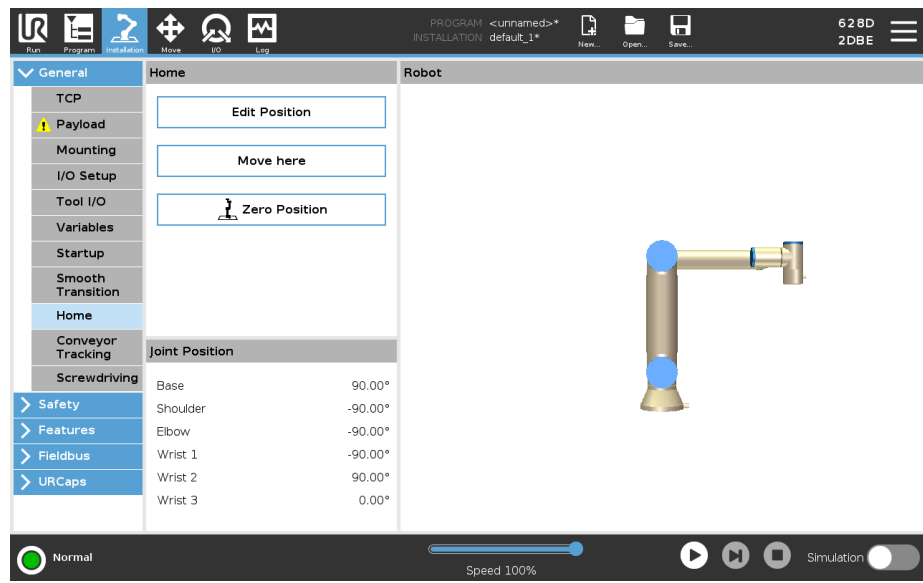 PROGRAM <unnamed>*
INSTALLATION default_1*
UR
Run
Program
Installation
Move
I/O
Log
New...
Open...
Save...
628D
2DBE
General
TCP
Payload
Mounting
I/O Setup
Tool I/O
Variables
Startup
Smooth
Transition
Home
Conveyor
Tracking
Screwdriving
Safety
Features
Fieldbus
URCaps
Home
Edit Position
Move here
Zero Position
Joint Position
Base 90.00°
Shoulder -90.00°
Elbow -90.00°
Wrist 1 -90.00°
Wrist 2 90.00°
Wrist 3 0.00°
Robot
Normal
Speed 100%
Simulation